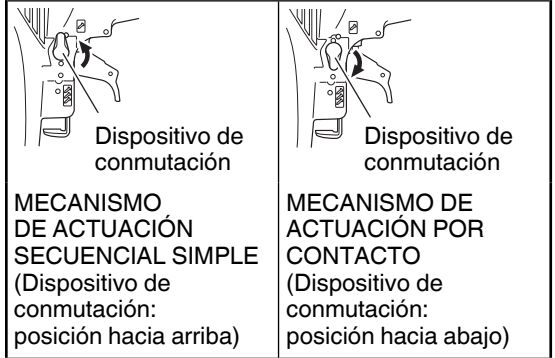 Dispositivo de
conmutación
MECANISMO
DE ACTUACIÓN
SECUENCIAL SIMPLE
(Dispositivo de
conmutación:
posición hacia arriba)
Dispositivo de
conmutación
MECANISMO DE
ACTUACIÓN POR
CONTACTO
(Dispositivo de
conmutación:
posición hacia abajo)